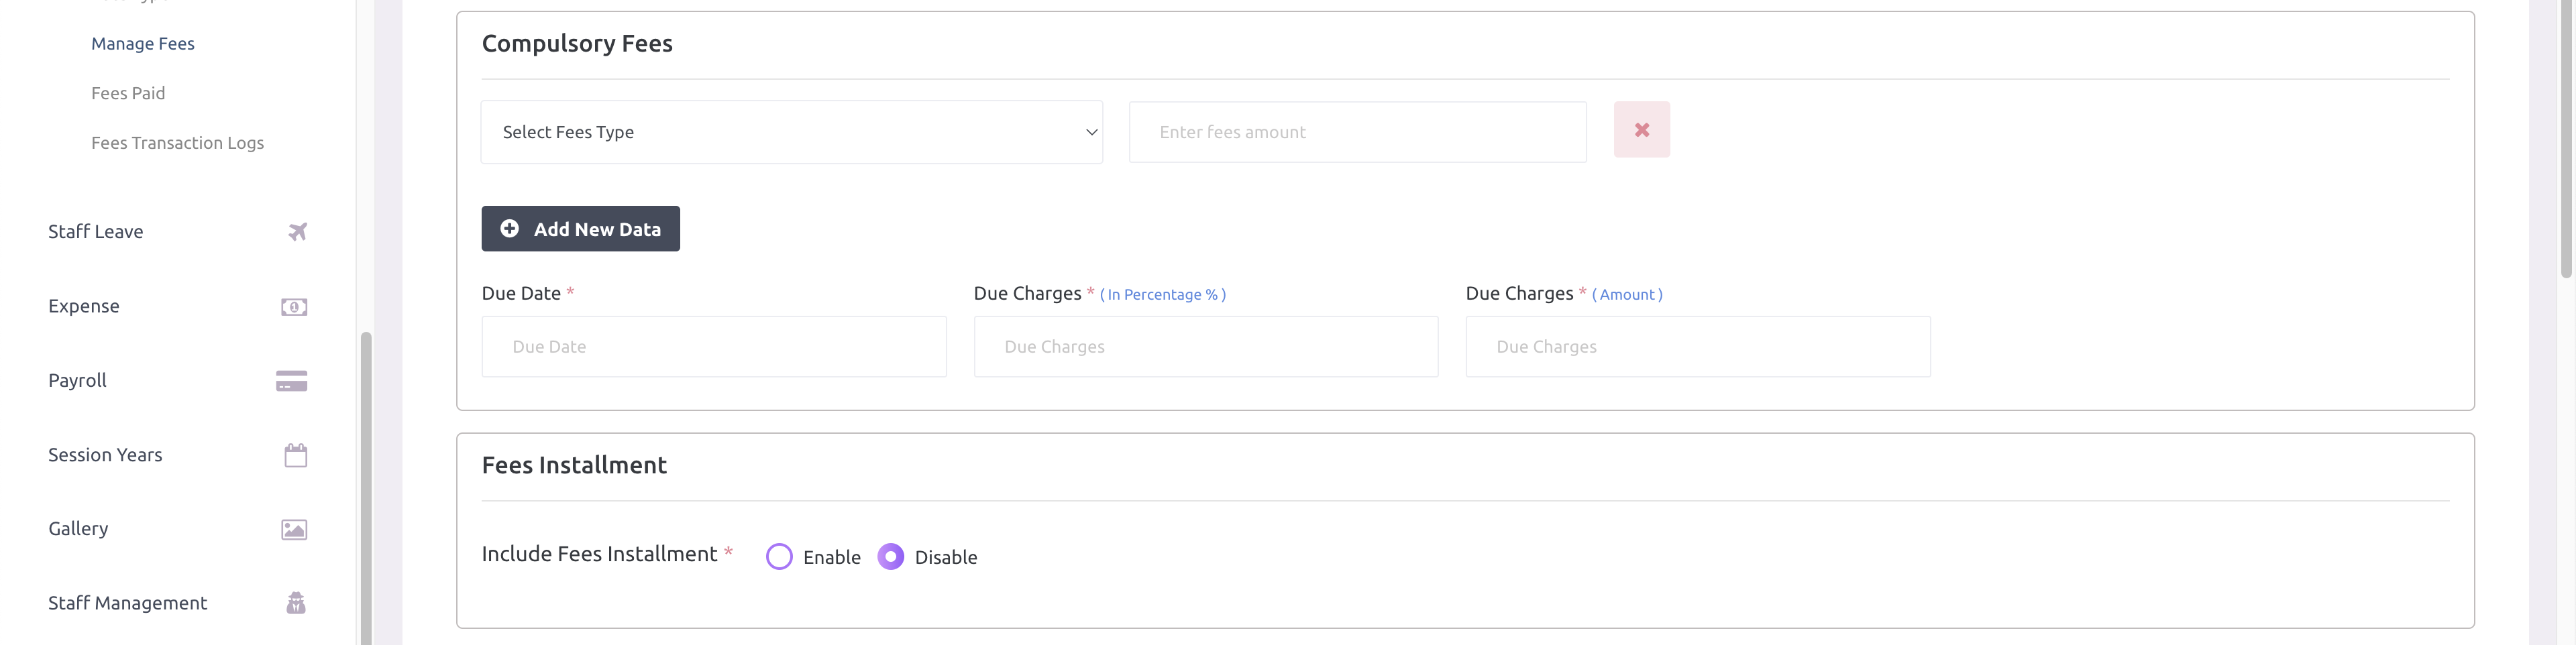 Manage Fees
Fees Paid
Fees Transaction Logs
Staff Leave
Expense
Payroll
Session Years
Gallery
Staff Management
Compulsory Fees
Select Fees Type
Enter fees amount
Add New Data
Due Date *
Due Charges * ( In Percentage % )
Due Charges * ( Amount )
Due Date
Due Charges
Due Charges
Fees Installment
Include Fees Installment *
Enable
Disable